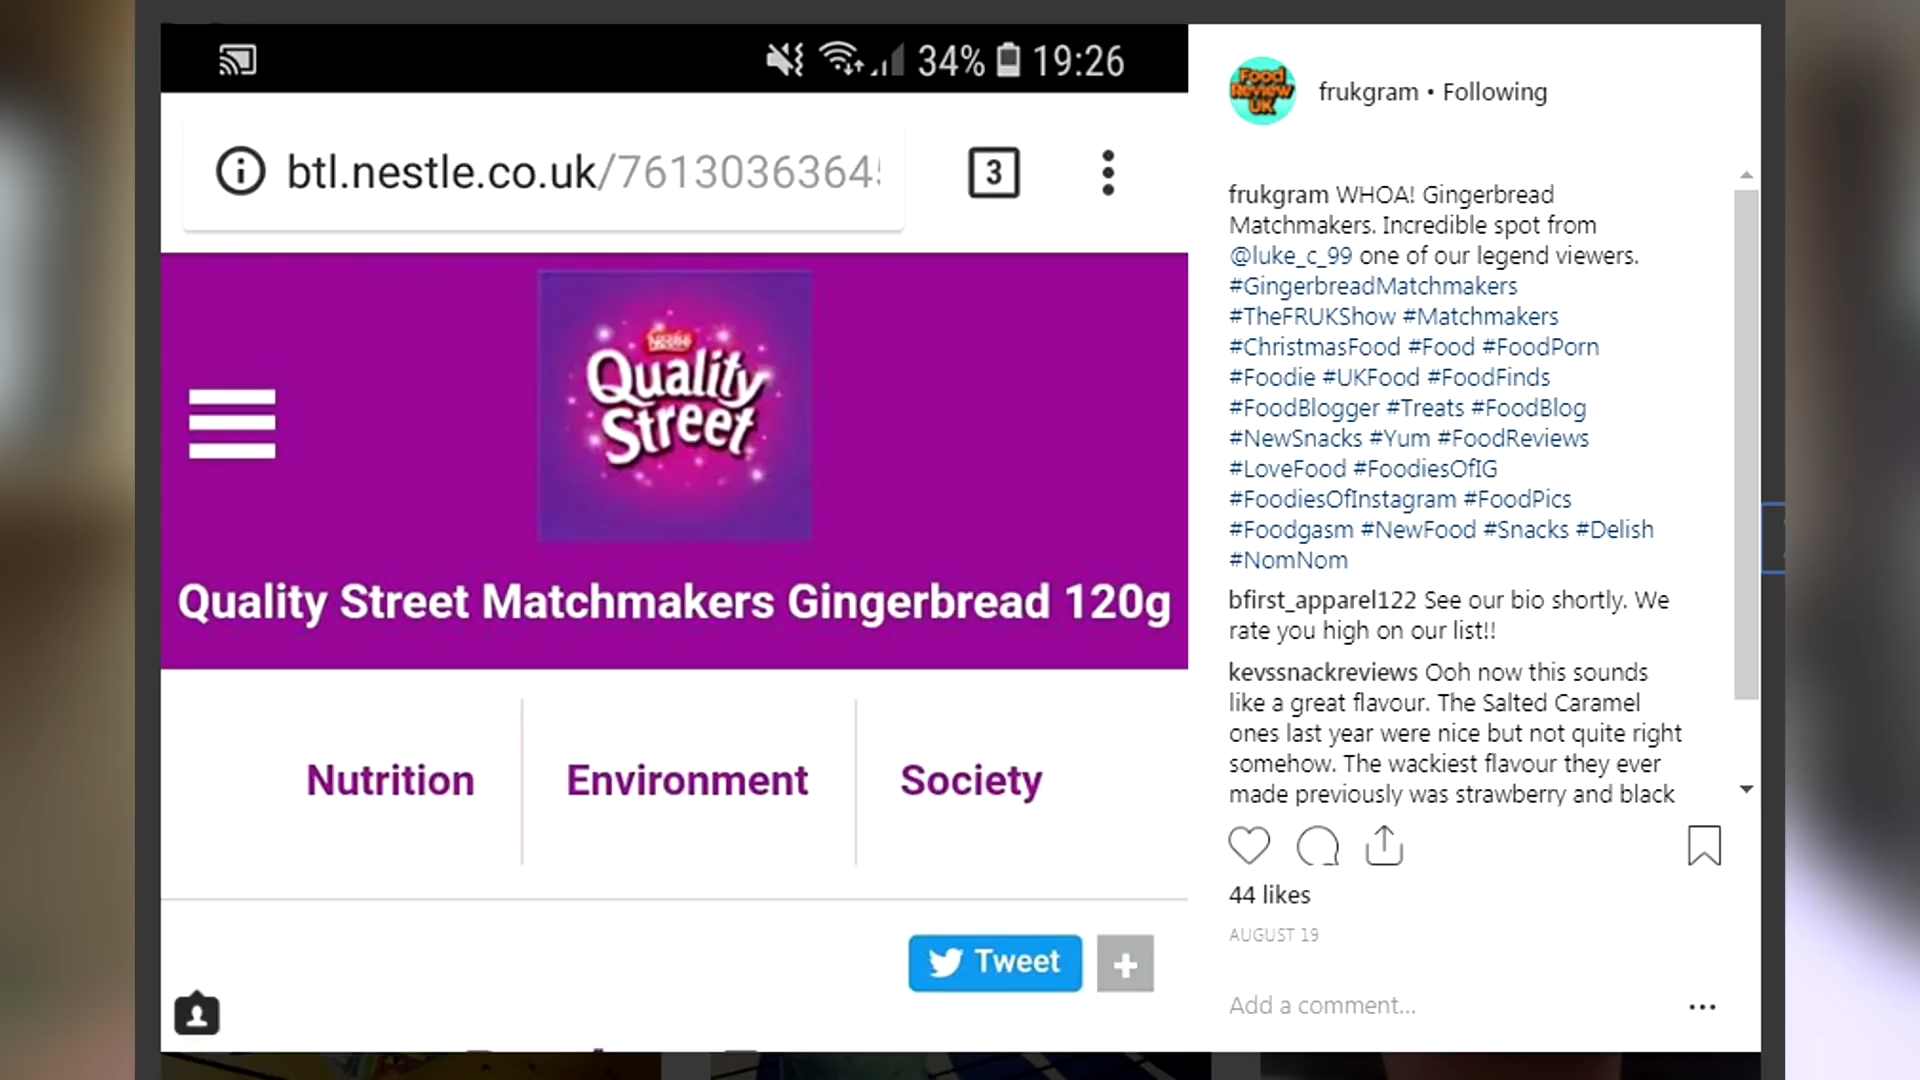 34% 19:26
btl.nestle.co.uk/76130363645
3
Nestlé
Quality
Street
Quality Street Matchmakers Gingerbread 120g
Nutrition
Environment
Society
Tweet
+
Food
Review
UK
frukgram • Following
frukgram WHOA! Gingerbread
Matchmakers. Incredible spot from
@luke_c_99 one of our legend viewers.
#GingerbreadMatchmakers
#TheFRUKShow #Matchmakers
#ChristmasFood #Food #FoodPorn
#Foodie #UKFood #FoodFinds
#FoodBlogger #Treats #FoodBlog
#NewSnacks #Yum #FoodReviews
#LoveFood #FoodiesOfIG
#FoodiesOfInstagram #FoodPics
#Foodgasm #NewFood #Snacks #Delish
#NomNom
bfirst_apparel122 See our bio shortly. We
rate you high on our list!!
kevssnackreviews Ooh now this sounds
like a great flavour. The Salted Caramel
ones last year were nice but not quite right
somehow. The wackiest flavour they ever
made previously was strawberry and black
44 likes
AUGUST 19
Add a comment...